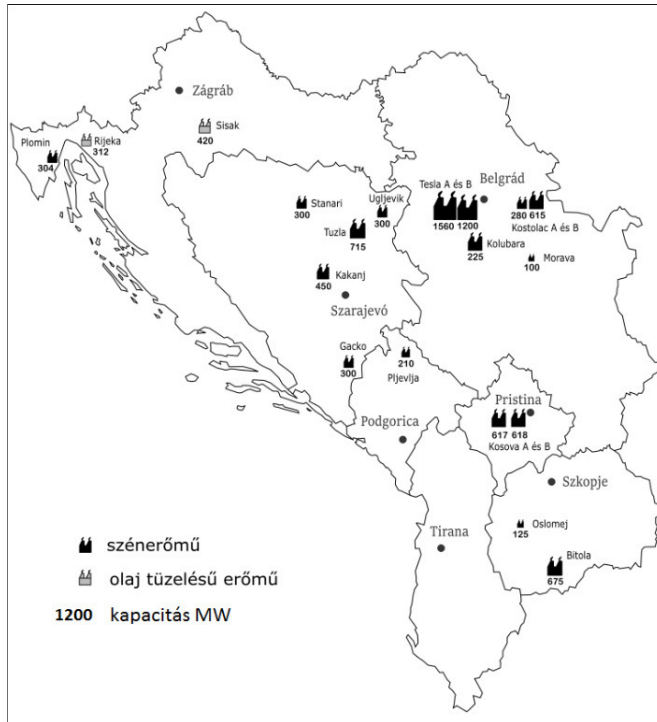 Zágráb
Sisak
420
Plomin
304
Rijeka
312
Stanari
300
Ugljevik
300
Tuzla
715
Kakanj
450
Szarajevó
Gacko
300
Tesla A és B
1560 1200
Belgrád
280 615
Kostolac A és B
Kolubara
225
Morava
100
210
Pljevlja
Podgorica
Pristina
617 618
Kosova A és B
Szkopje
Oslomej
125
Bitola
675
Tirana
szénerőmű
olaj tüzelésű erőmű
1200 kapacitás MW